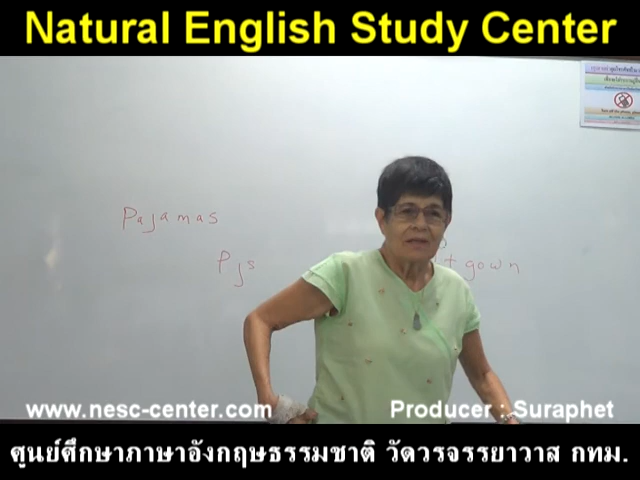 Natural English Study Center
Pajamas
Pjs
gown
www.nesc-center.com
Producer : Suraphet
ศูนย์ศึกษาภาษาอังกฤษธรรมชาติ วัดวรจรรยาวาส กทม.